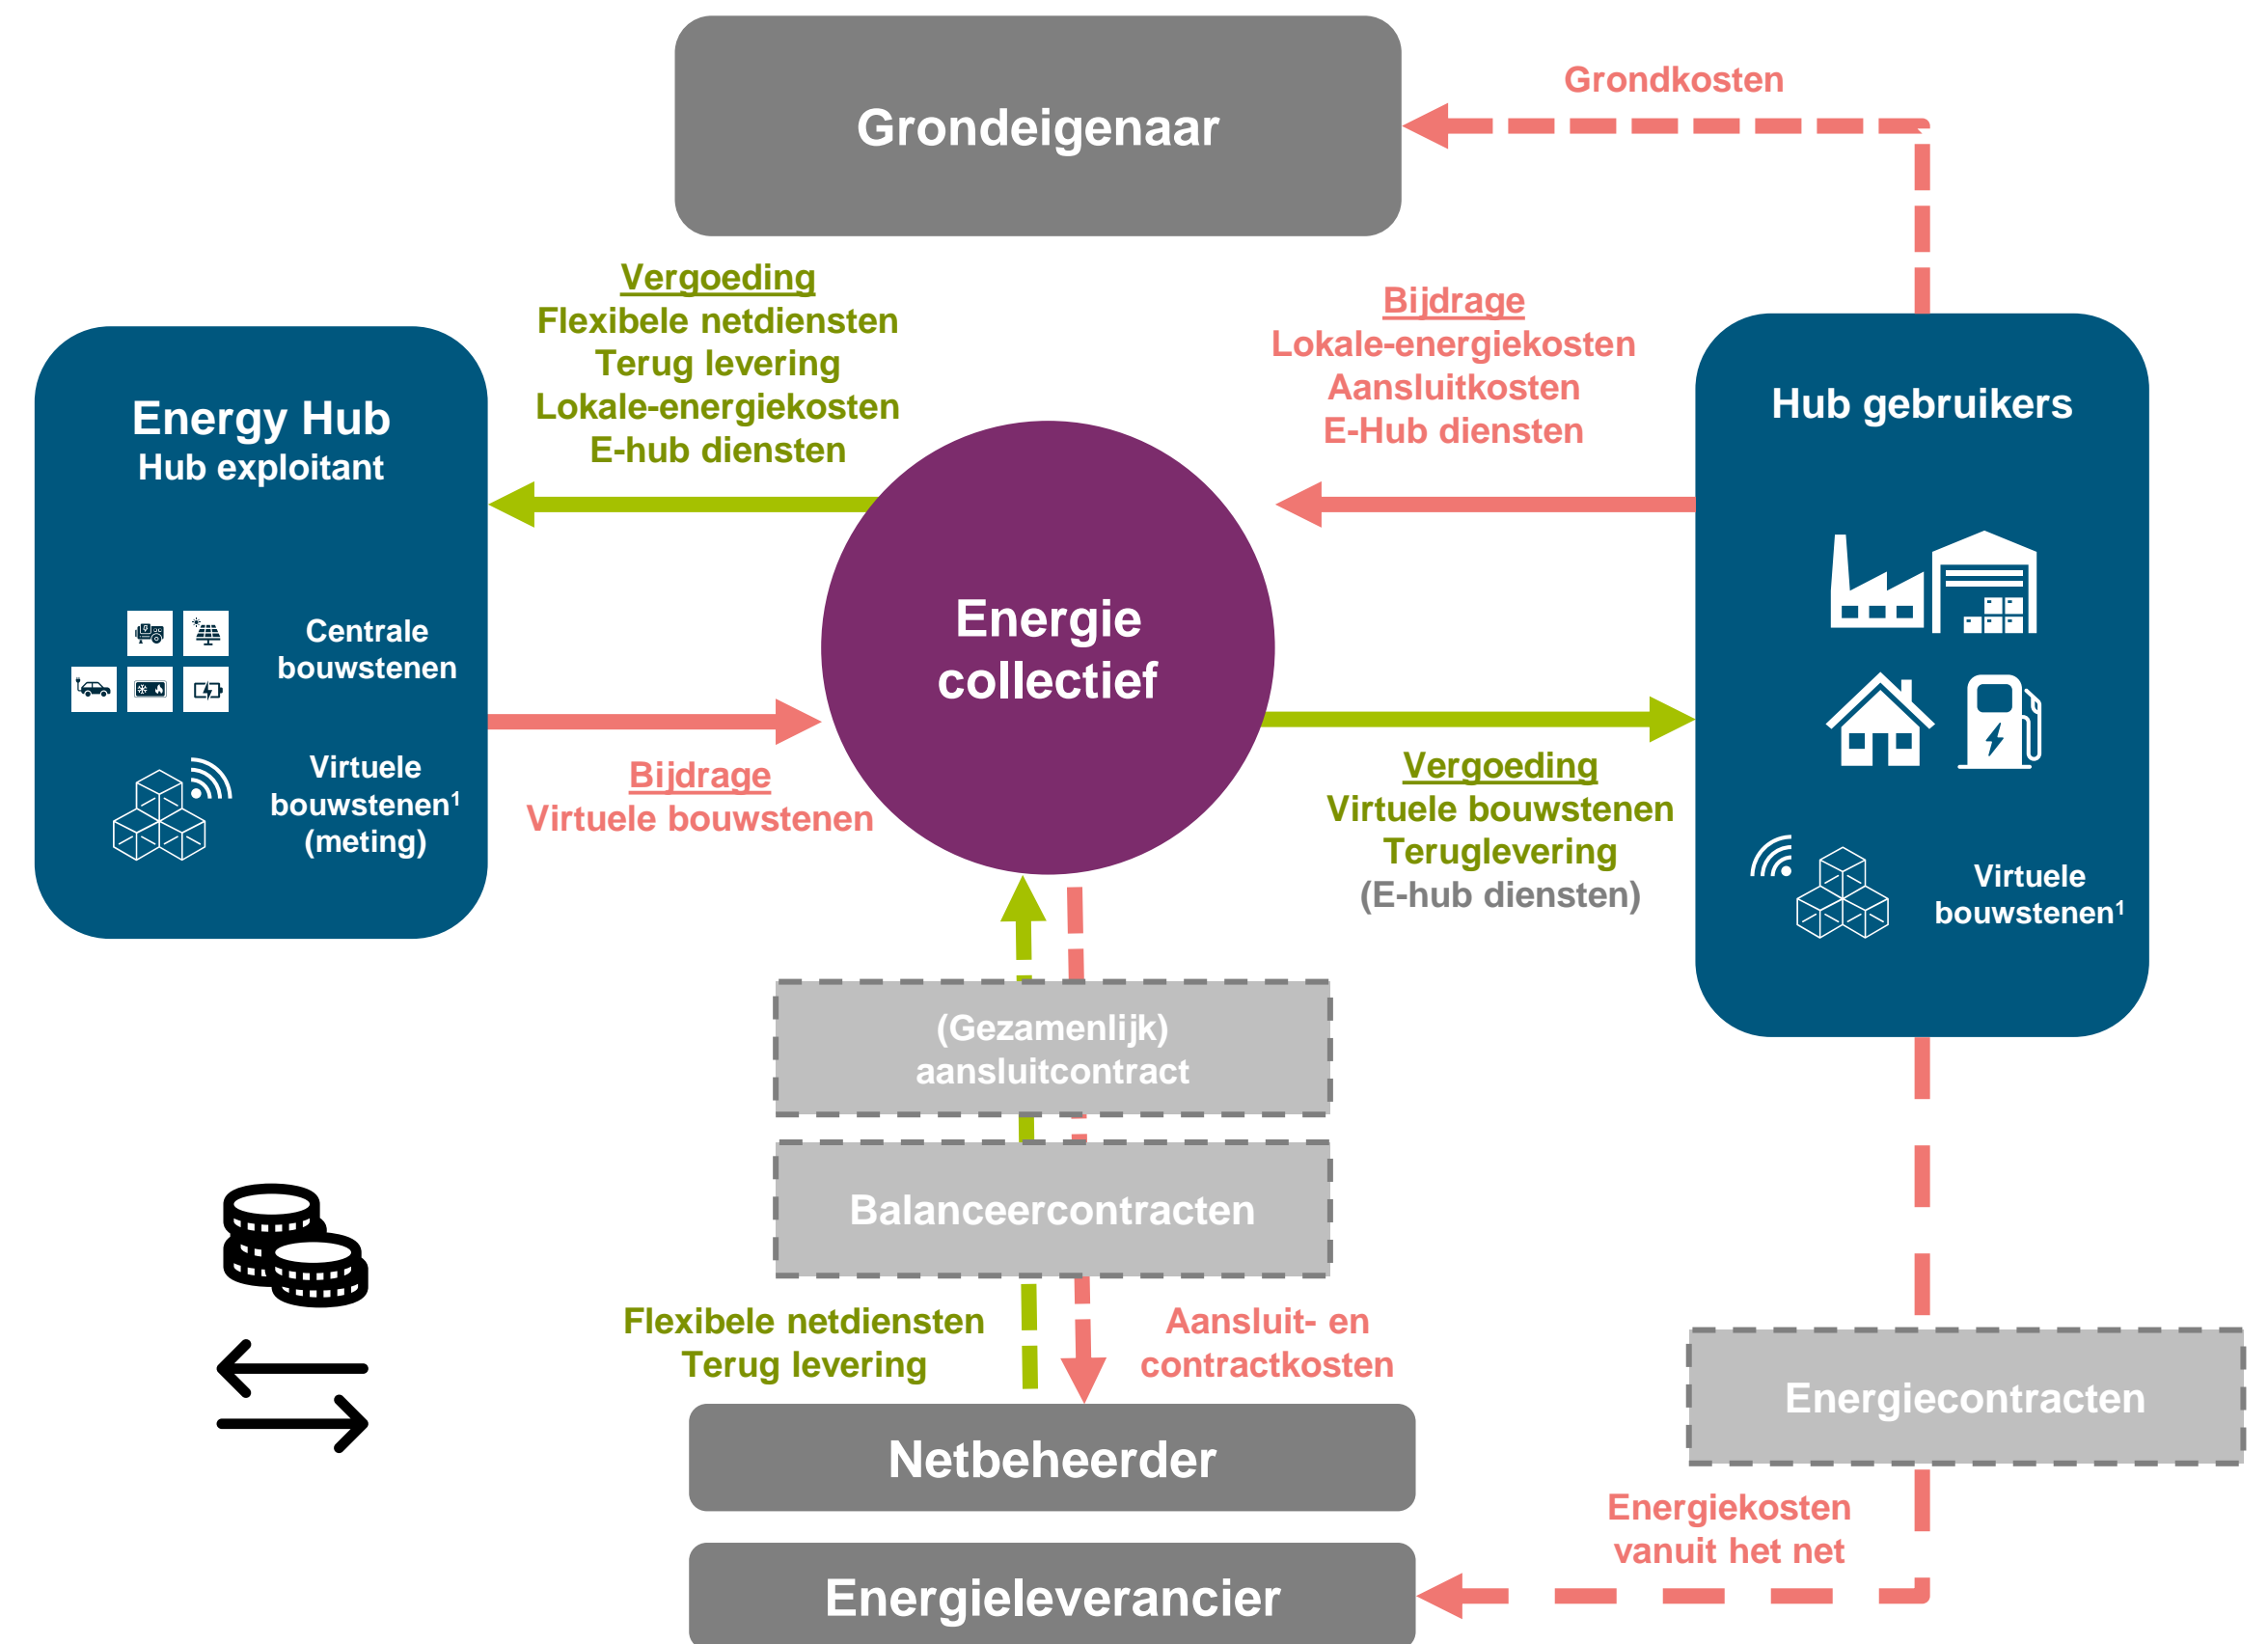 Grondeigenaar
Grondkosten
Vergoeding
Flexibele netdiensten
Terug levering
Lokale-energiekosten
E-hub diensten
Bijdrage
Lokale-energiekosten
Aansluitkosten
E-Hub diensten
Energy Hub
Hub exploitant
Centrale
bouwstenen
Virtuele
bouwstenen¹
(meting)
Energie
collectief
Hub gebruikers
Virtuele
bouwstenen¹
Bijdrage
Virtuele bouwstenen
Vergoeding
Virtuele bouwstenen
Teruglevering
(E-hub diensten)
(Gezamenlijk)
aansluitcontract
Balanceercontracten
Flexibele netdiensten
Terug levering
Aansluit- en
contractkosten
Energiecontracten
Netbeheerder
Energiekosten
vanuit het net
Energieleverancier